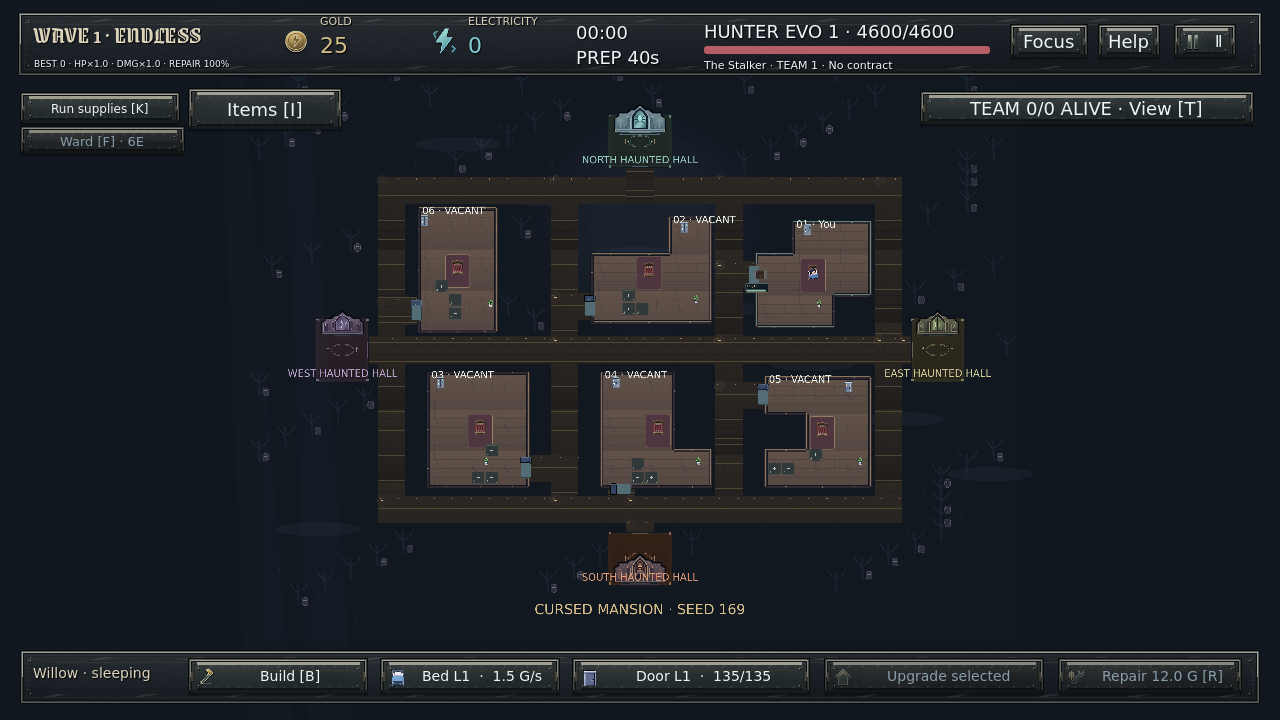 WAVE 1 · ENDLESS
BEST 0 · HP×1.0 · DMG×1.0 · REPAIR 100%
GOLD
25
ELECTRICITY
0
00:00
PREP 40s
HUNTER EVO 1 · 4600/4600
The Stalker · TEAM 1 · No contract
Focus
Help
Run supplies [K]
Items [I]
Ward [F] · 6E
TEAM 0/0 ALIVE · View [T]
NORTH HAUNTED HALL
06 · VACANT
02 · VACANT
01 · You
WEST HAUNTED HALL
EAST HAUNTED HALL
03 · VACANT
04 · VACANT
05 · VACANT
SOUTH HAUNTED HALL
CURSED MANSION · SEED 169
Willow · sleeping
Build [B]
Bed L1 · 1.5 G/s
Door L1 · 135/135
Upgrade selected
Repair 12.0 G [R]